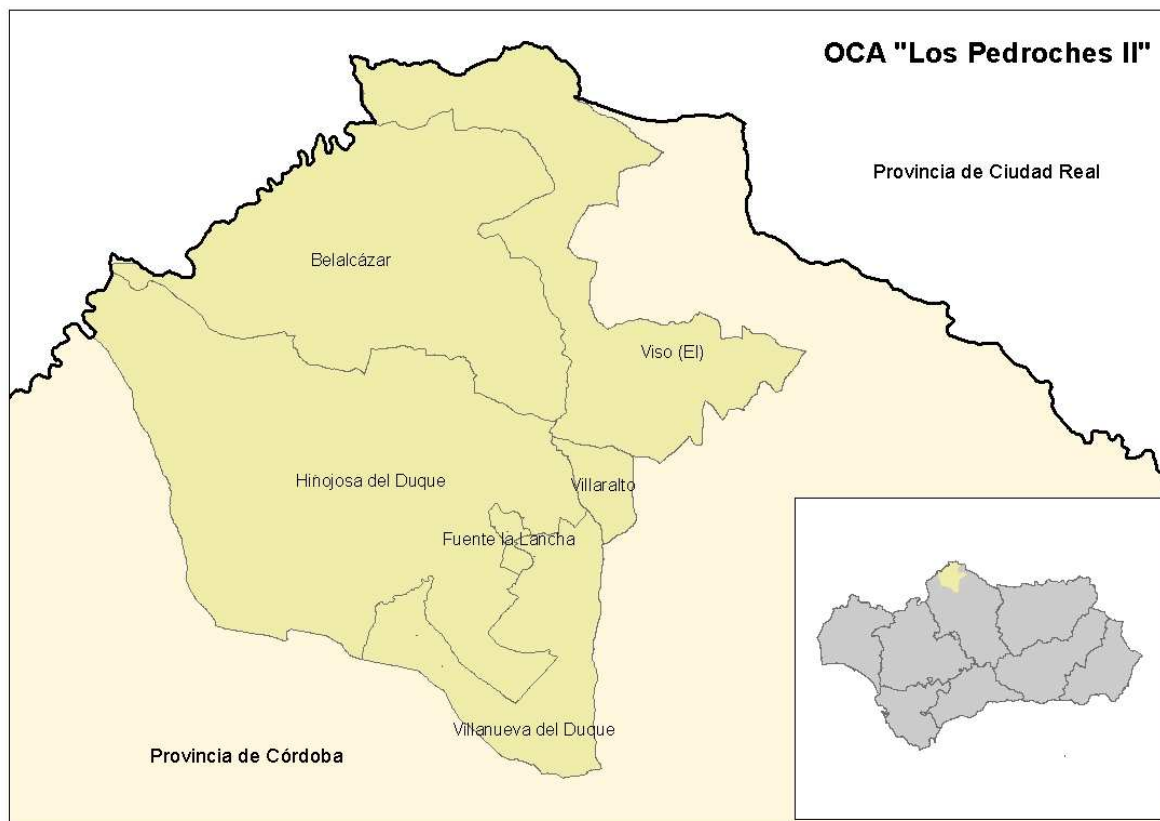 OCA "Los Pedroches II"
Provincia de Ciudad Real
Belalcázar
Viso (El)
Hinojosa del Duque
Villaralto
Fuente la Lancha
Villanueva del Duque
Provincia de Córdoba